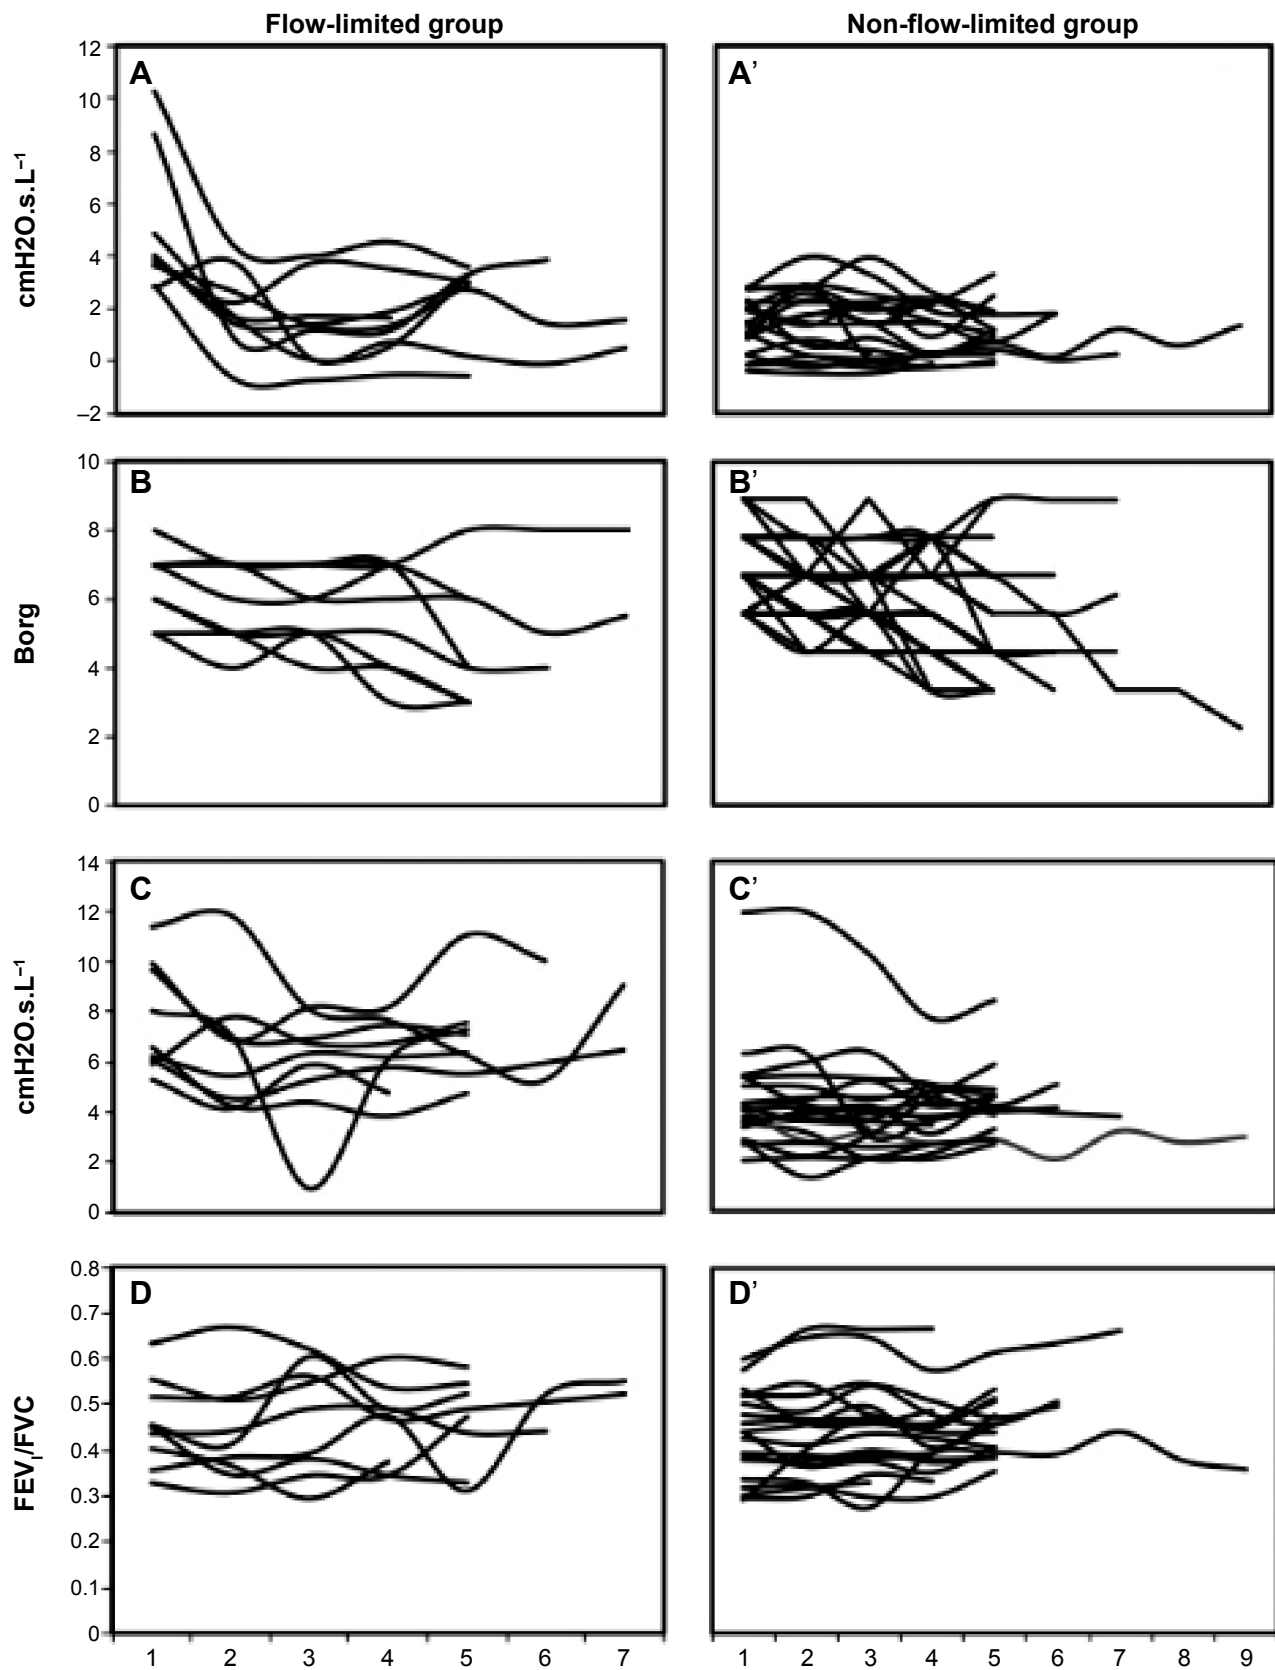 Flow-limited group
Non-flow-limited group
A
A’
cmH2O.s.L⁻¹
12
10
8
6
4
2
0
–2
B
B’
Borg
10
8
6
4
2
0
C
C’
cmH2O.s.L⁻¹
14
12
10
8
6
4
2
0
D
D’
FEV₁/FVC
0.8
0.7
0.6
0.5
0.4
0.3
0.2
0.1
0
1 2 3 4 5 6 7
1 2 3 4 5 6 7 8 9